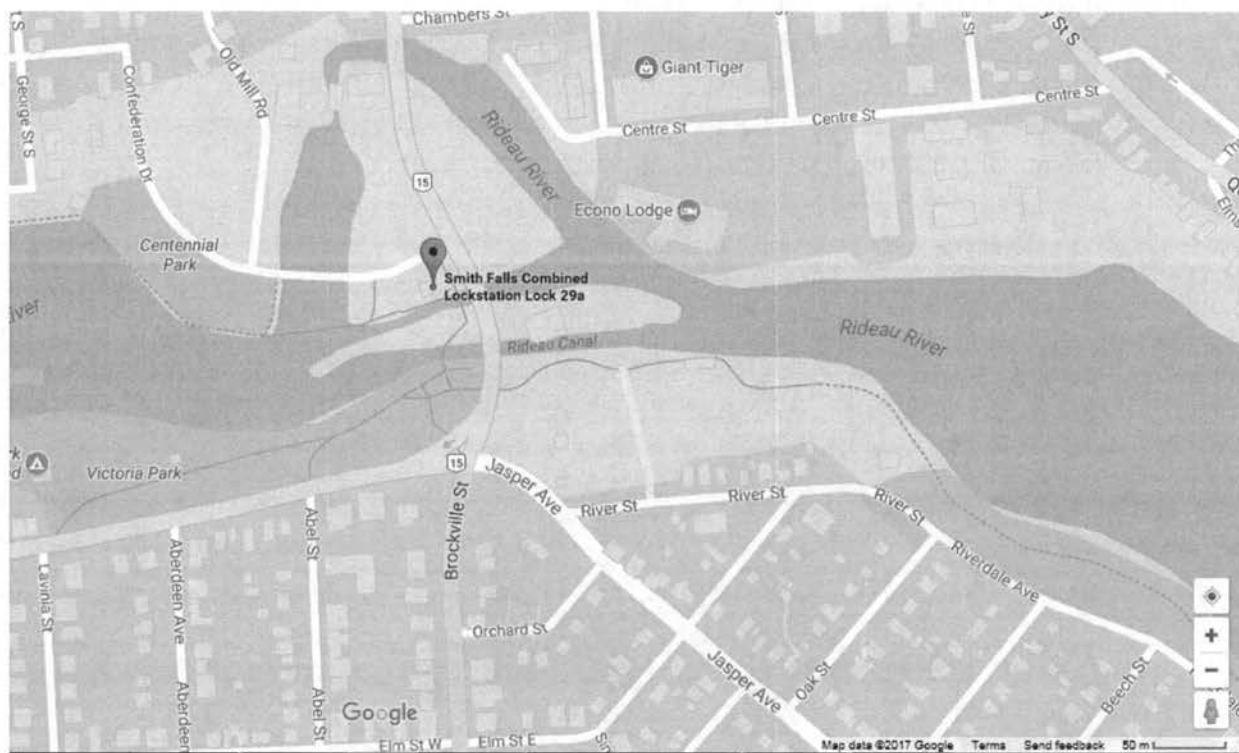 Chambers St
Giant Tiger
Old Mill Rd
George St S
Confederation Dr
Rideau River
15
Centre St
Centre St
Centre St
Econo Lodge
Centennial
Park
Smith Falls Combined
Lockstation Lock 29a
Rideau Canal
Rideau River
Victoria Park
15
Jasper Ave
River St
River St
River St
Riverdale Ave
Abel St
Brockville St
Aberdeen Ave
Lavinia St
Orchard St
Jasper Ave
Oak St
Beech St
Abel St
Aberdeen
Google
Elm St W
Elm St E
+
−
Map data ©2017 Google Terms Send feedback 50 m